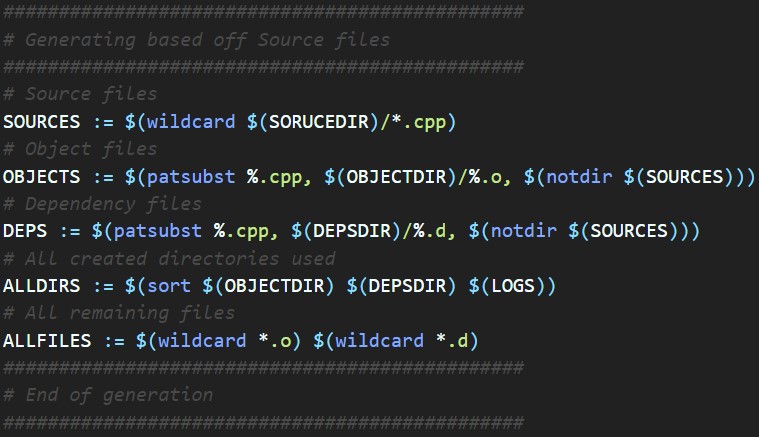 ###############################################
# Generating based off Source files
###############################################
# Source files
SOURCES := $(wildcard $(SORUCEDIR)/*.cpp)
# Object files
OBJECTS := $(patsubst %.cpp, $(OBJECTDIR)/%.o, $(notdir $(SOURCES)))
# Dependency files
DEPS := $(patsubst %.cpp, $(DEPSDIR)/%.d, $(notdir $(SOURCES)))
# All created directories used
ALLDIRS := $(sort $(OBJECTDIR) $(DEPSDIR) $(LOGS))
# All remaining files
ALLFILES := $(wildcard *.o) $(wildcard *.d)
###############################################
# End of generation
###############################################